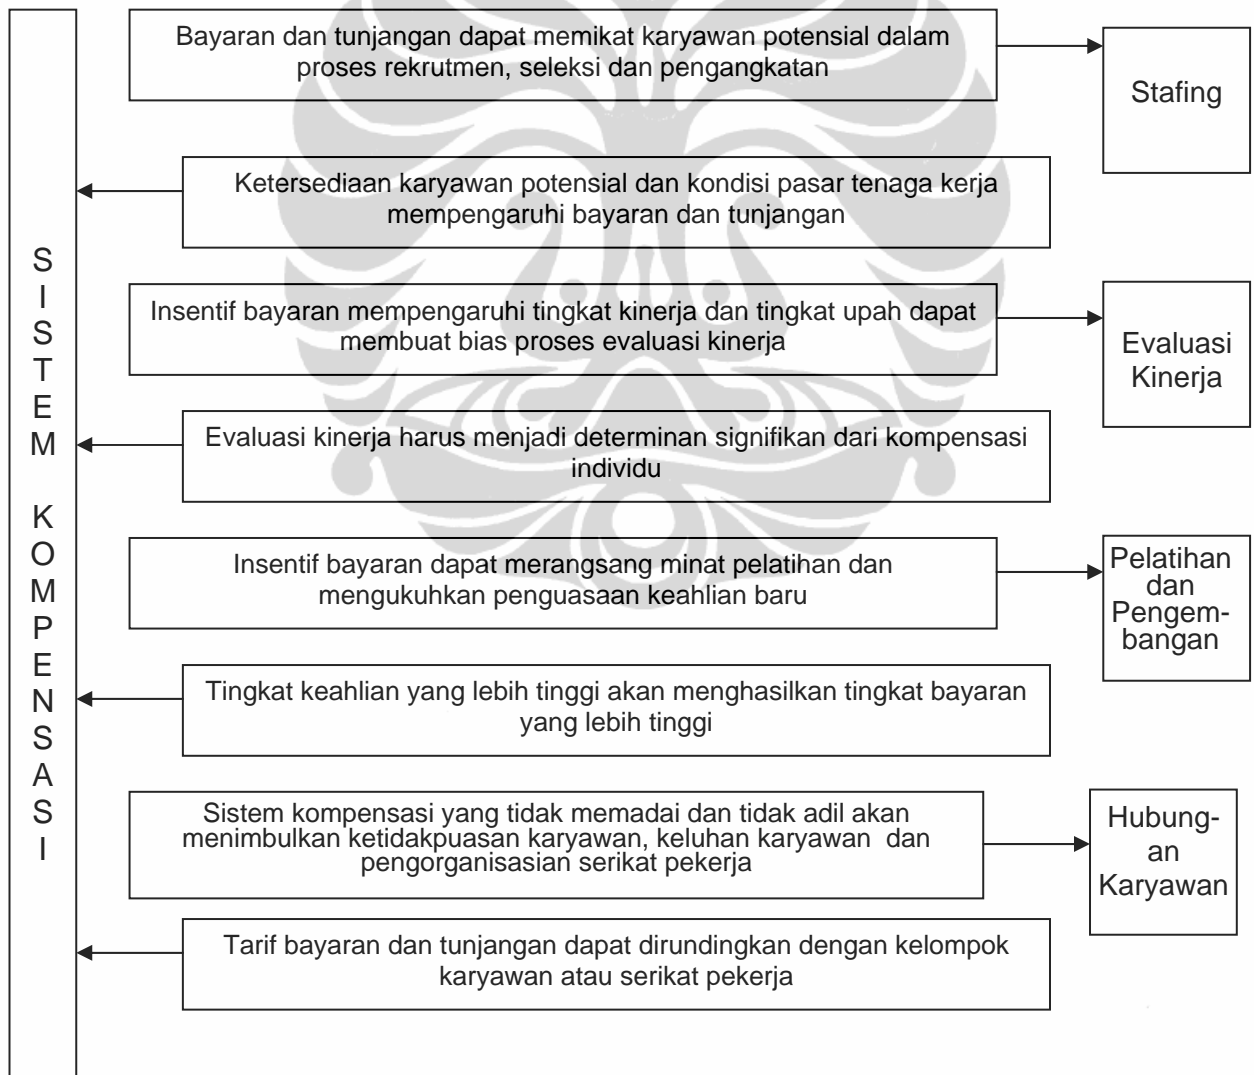 Bayaran dan tunjangan dapat memikat karyawan potensial dalam
proses rekrutmen, seleksi dan pengangkatan
Stafing
Ketersediaan karyawan potensial dan kondisi pasar tenaga kerja
mempengaruhi bayaran dan tunjangan
Insentif bayaran mempengaruhi tingkat kinerja dan tingkat upah dapat
membuat bias proses evaluasi kinerja
Evaluasi
Kinerja
Evaluasi kinerja harus menjadi determinan signifikan dari kompensasi
individu
Insentif bayaran dapat merangsang minat pelatihan dan
mengukuhkan penguasaan keahlian baru
Pelatihan
dan
Pengem-
bangan
Tingkat keahlian yang lebih tinggi akan menghasilkan tingkat bayaran
yang lebih tinggi
Sistem kompensasi yang tidak memadai dan tidak adil akan
menimbulkan ketidakpuasan karyawan, keluhan karyawan  dan
pengorganisasian serikat pekerja
Hubung-
an
Karyawan
Tarif bayaran dan tunjangan dapat dirundingkan dengan kelompok
karyawan atau serikat pekerja
S
I
S
T
E
M
K
O
M
P
E
N
S
A
S
I